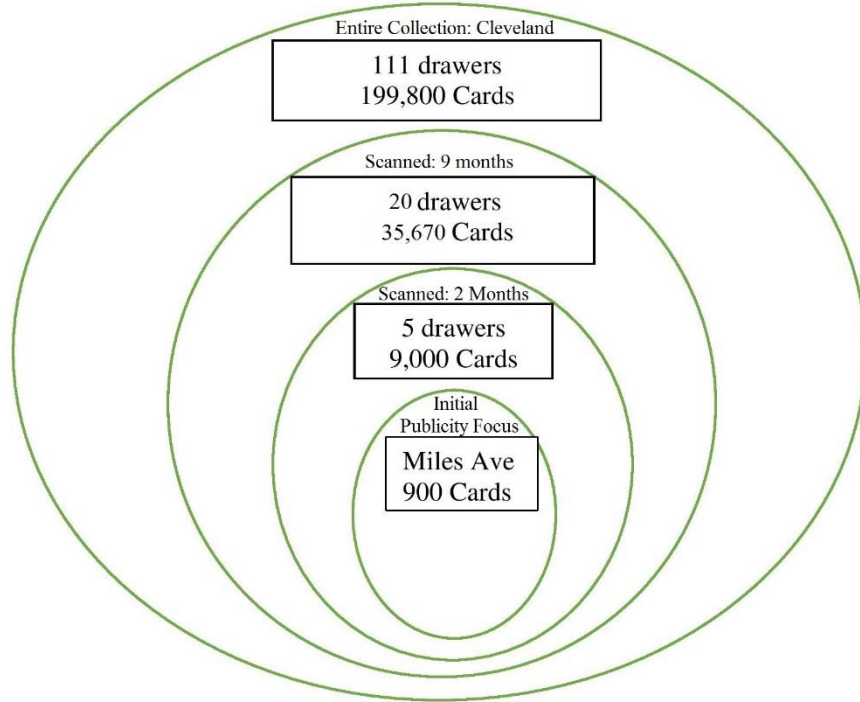 Entire Collection: Cleveland
111 drawers
199,800 Cards
Scanned: 9 months
20 drawers
35,670 Cards
Scanned: 2 Months
5 drawers
9,000 Cards
Initial
Publicity Focus
Miles Ave
900 Cards